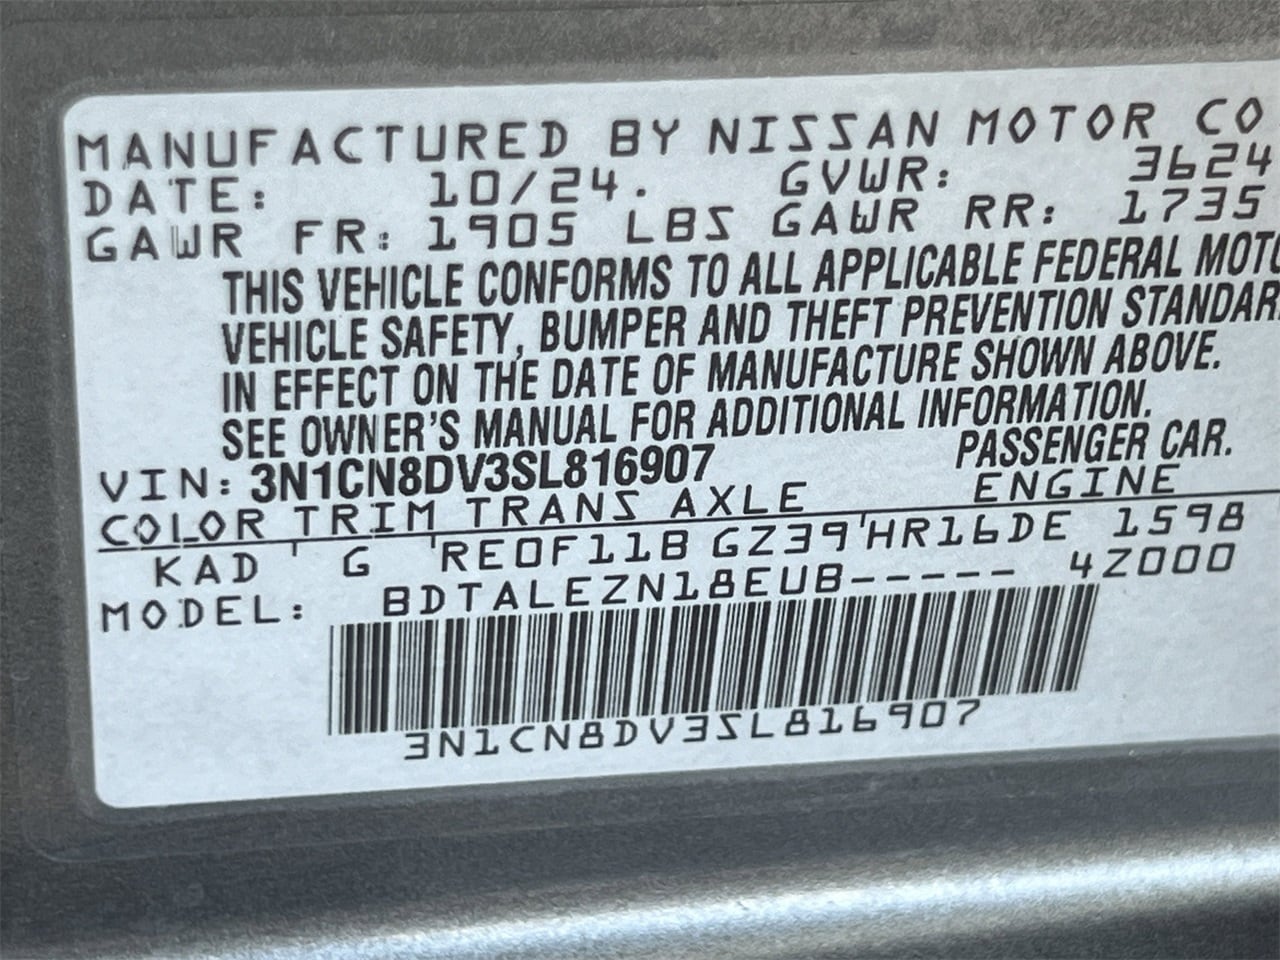 MANUFACTURED BY NISSAN MOTOR CO
DATE: 10/24. GVWR: 3624
GAWR FR: 1905 LBS GAWR RR: 1735
THIS VEHICLE CONFORMS TO ALL APPLICABLE FEDERAL MOTO
VEHICLE SAFETY, BUMPER AND THEFT PREVENTION STANDAR
IN EFFECT ON THE DATE OF MANUFACTURE SHOWN ABOVE.
SEE OWNER'S MANUAL FOR ADDITIONAL INFORMATION.
VIN: 3N1CN8DV3SL816907 PASSENGER CAR.
COLOR TRIM TRANS AXLE ENGINE
KAD ' G 'RE0F11B GZ39'HR16DE 1598
MODEL: BDTALEZN18EUB----- 4Z000
3N1CN8DV3SL816907